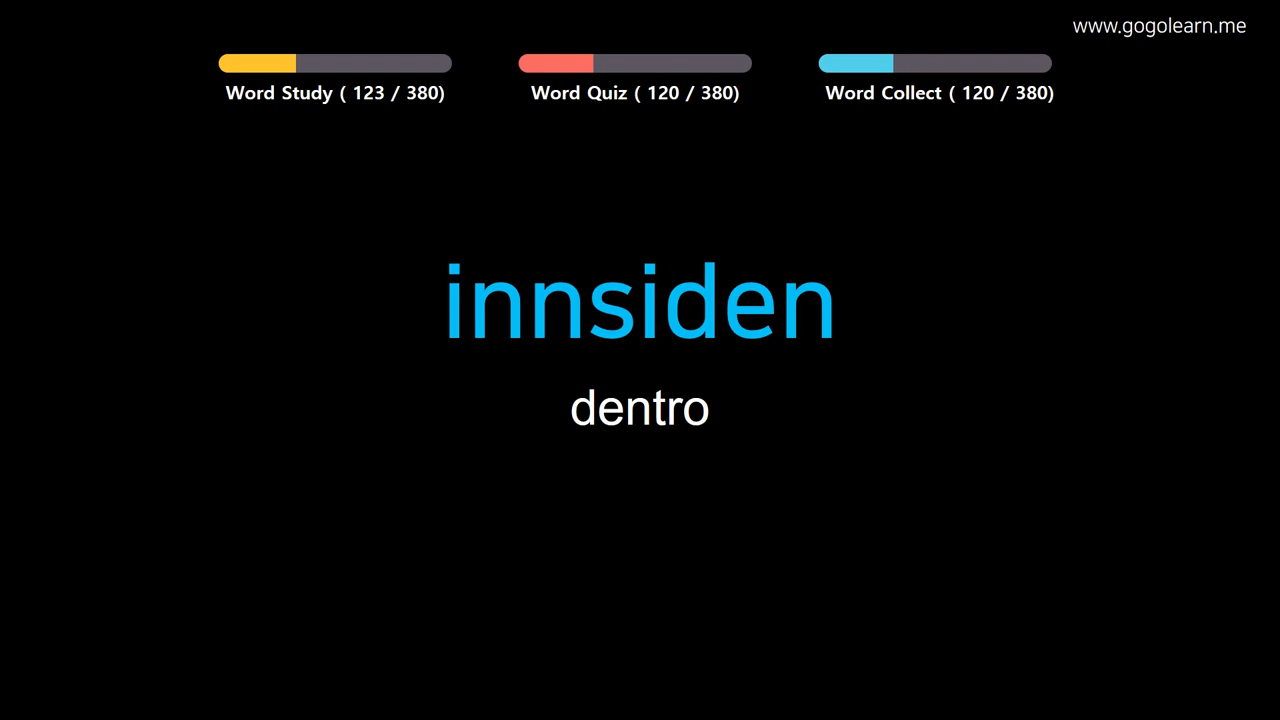 www.gogolearn.me
Word Study ( 123 / 380)
Word Quiz ( 120 / 380)
Word Collect ( 120 / 380)
innsiden
dentro